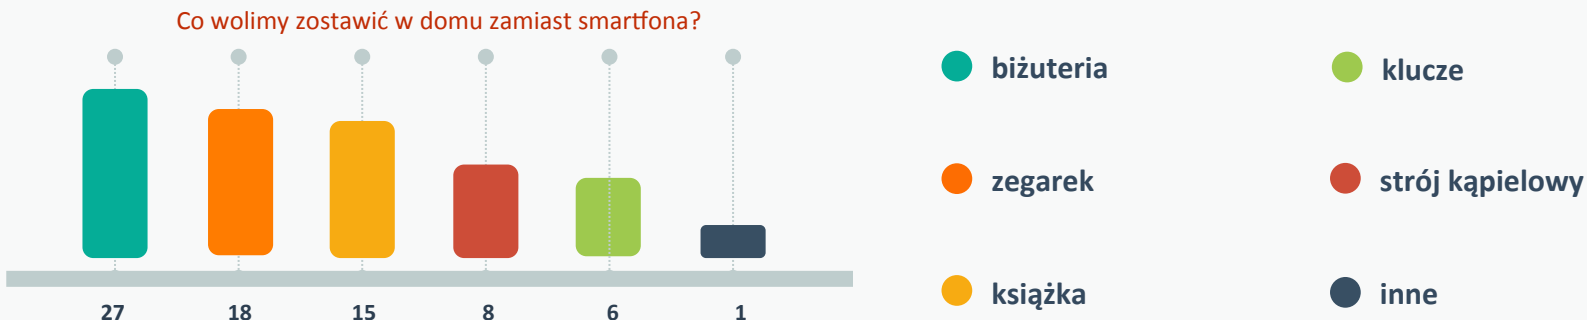 Co wolimy zostawić w domu zamiast smartfona?
27 18 15 8 6 1
biżuteria
zegarek
książka
klucze
strój kąpielowy
inne